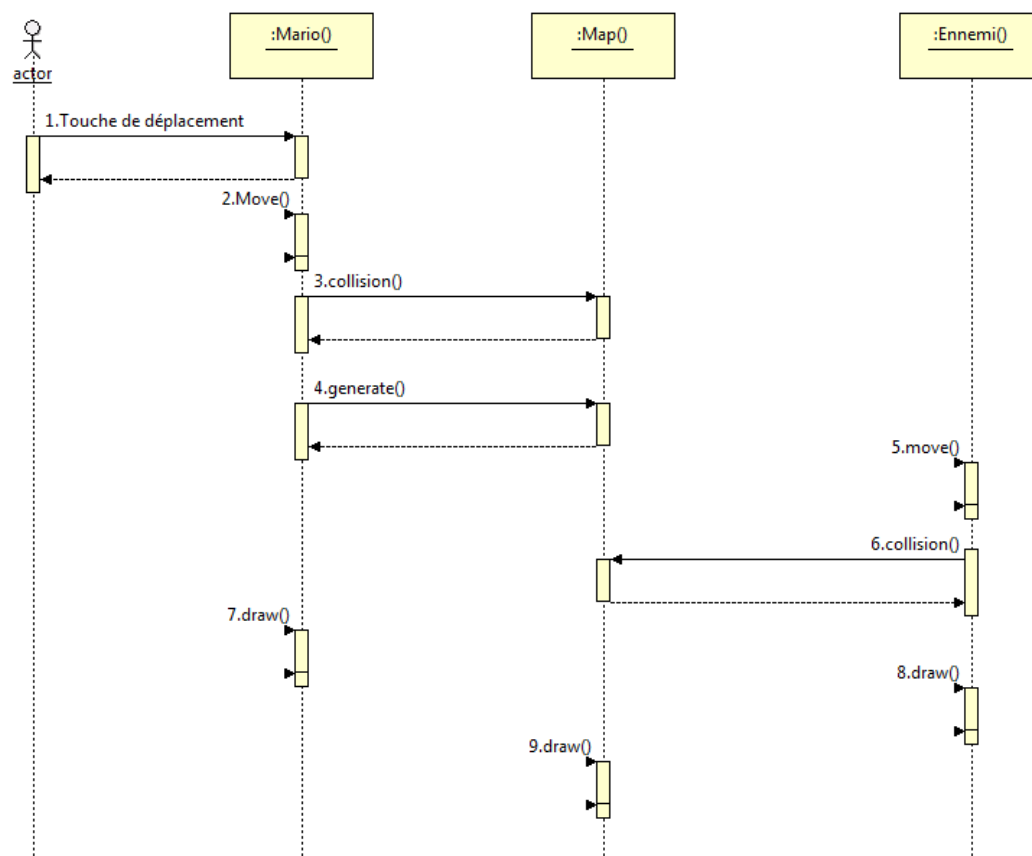 :Mario()
:Map()
:Ennemi()
actor
1.Touche de déplacement
2.Move()
3.collision()
4.generate()
5.move()
6.collision()
7.draw()
8.draw()
9.draw()